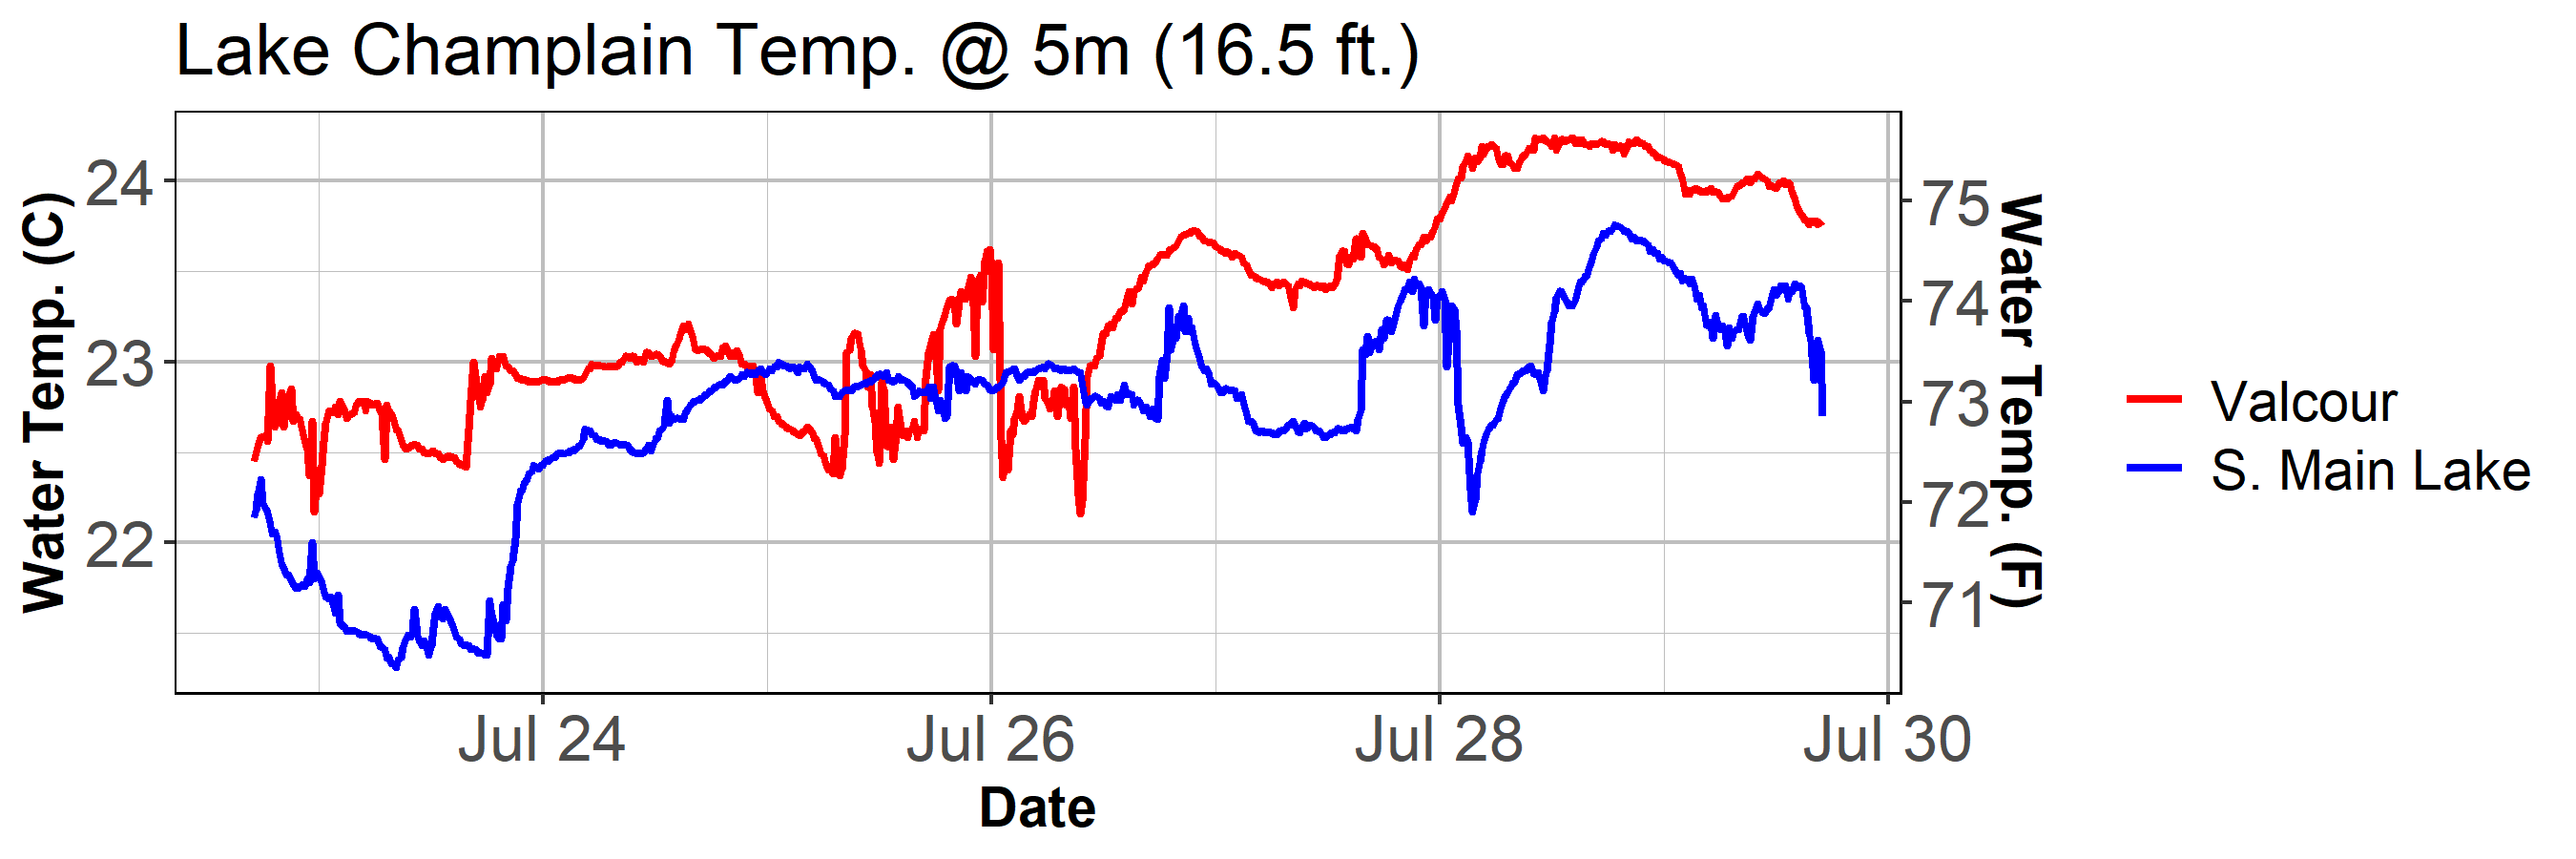 Lake Champlain Temp. @ 5m (16.5 ft.)
Water Temp. (C)
24
23
22
75
74
73
72
71
Water Temp. (F)
Jul 24
Jul 26
Jul 28
Jul 30
Date
Valcour
S. Main Lake